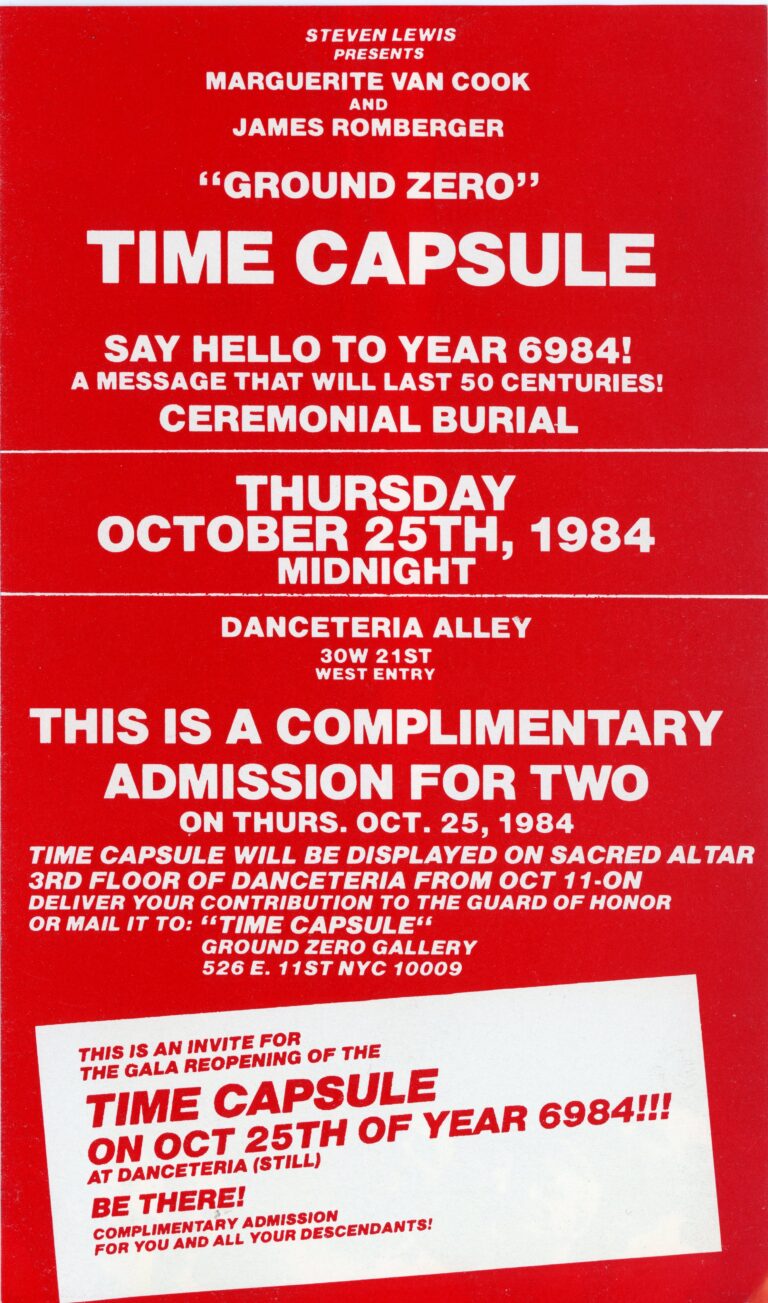 STEVEN LEWIS
PRESENTS
MARGUERITE VAN COOK
AND
JAMES ROMBERGER
“GROUND ZERO”
TIME CAPSULE
SAY HELLO TO YEAR 6984!
A MESSAGE THAT WILL LAST 50 CENTURIES!
CEREMONIAL BURIAL
THURSDAY
OCTOBER 25TH, 1984
MIDNIGHT
DANCETERIA ALLEY
30W 21ST
WEST ENTRY
THIS IS A COMPLIMENTARY
ADMISSION FOR TWO
ON THURS. OCT. 25, 1984
TIME CAPSULE WILL BE DISPLAYED ON SACRED ALTAR
3RD FLOOR OF DANCETERIA FROM OCT 11-ON
DELIVER YOUR CONTRIBUTION TO THE GUARD OF HONOR
OR MAIL IT TO: “TIME CAPSULE“
GROUND ZERO GALLERY
526 E. 11ST NYC 10009
THIS IS AN INVITE FOR
THE GALA REOPENING OF THE
TIME CAPSULE
ON OCT 25TH OF YEAR 6984!!!
AT DANCETERIA (STILL)
BE THERE!
COMPLIMENTARY ADMISSION
FOR YOU AND ALL YOUR DESCENDANTS!